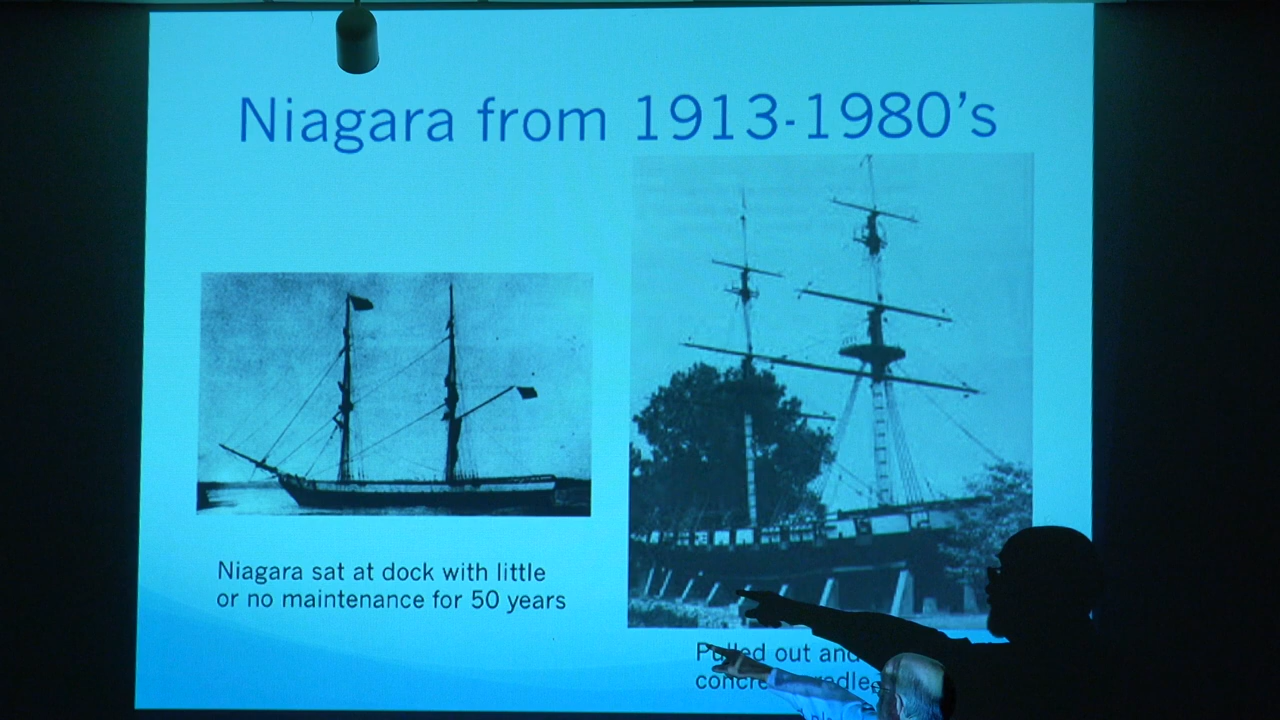 Niagara from 1913-1980's
Niagara sat at dock with little
or no maintenance for 50 years
Pulled out and
concrete cradle